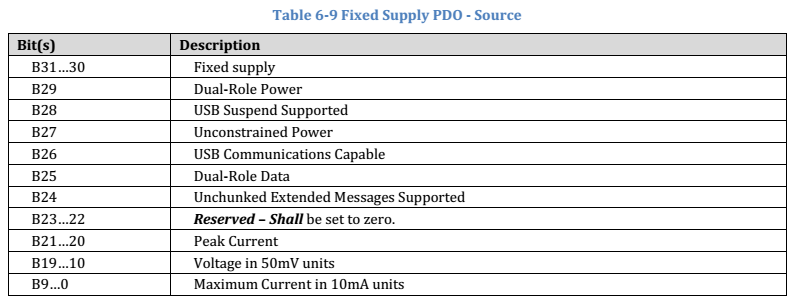 Table 6-9 Fixed Supply PDO - Source
Bit(s) Description
B31…30 Fixed supply
B29 Dual-Role Power
B28 USB Suspend Supported
B27 Unconstrained Power
B26 USB Communications Capable
B25 Dual-Role Data
B24 Unchunked Extended Messages Supported
B23…22 Reserved – Shall be set to zero.
B21…20 Peak Current
B19…10 Voltage in 50mV units
B9…0 Maximum Current in 10mA units